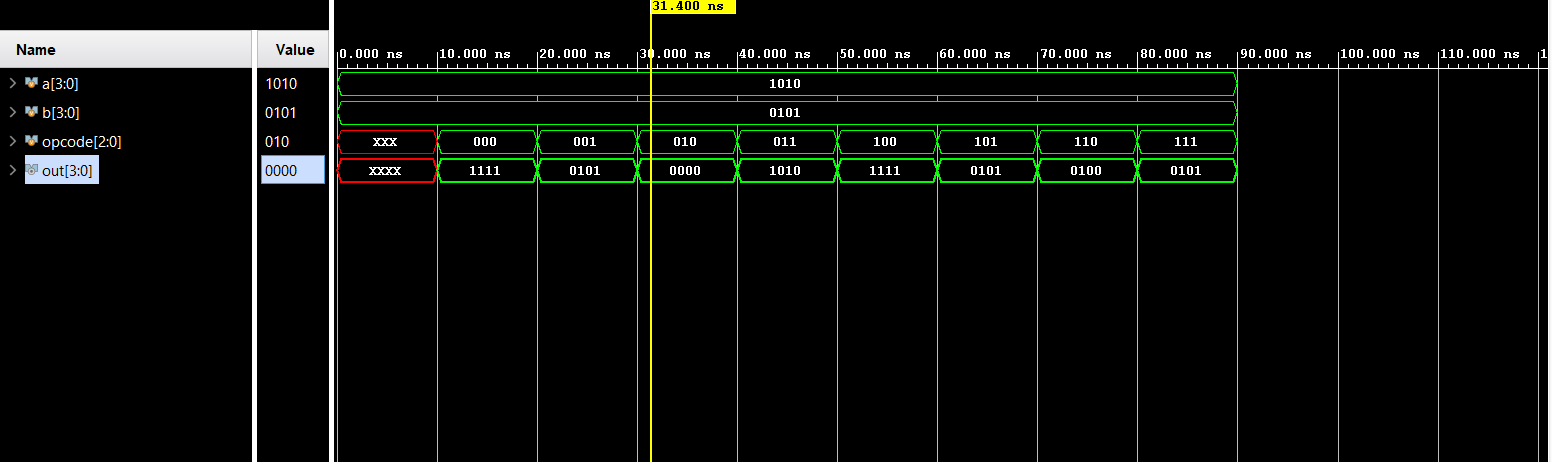 31.400 ns
Name Value
0.000 ns 10.000 ns 20.000 ns 30.000 ns 40.000 ns 50.000 ns 60.000 ns 70.000 ns 80.000 ns 90.000 ns 100.000 ns 110.000 ns 1
a[3:0] 1010 1010
b[3:0] 0101 0101
opcode[2:0] 010 xxx 000 001 010 011 100 101 110 111
out[3:0] 0000 xxxx 1111 0101 0000 1010 1111 0101 0100 0101